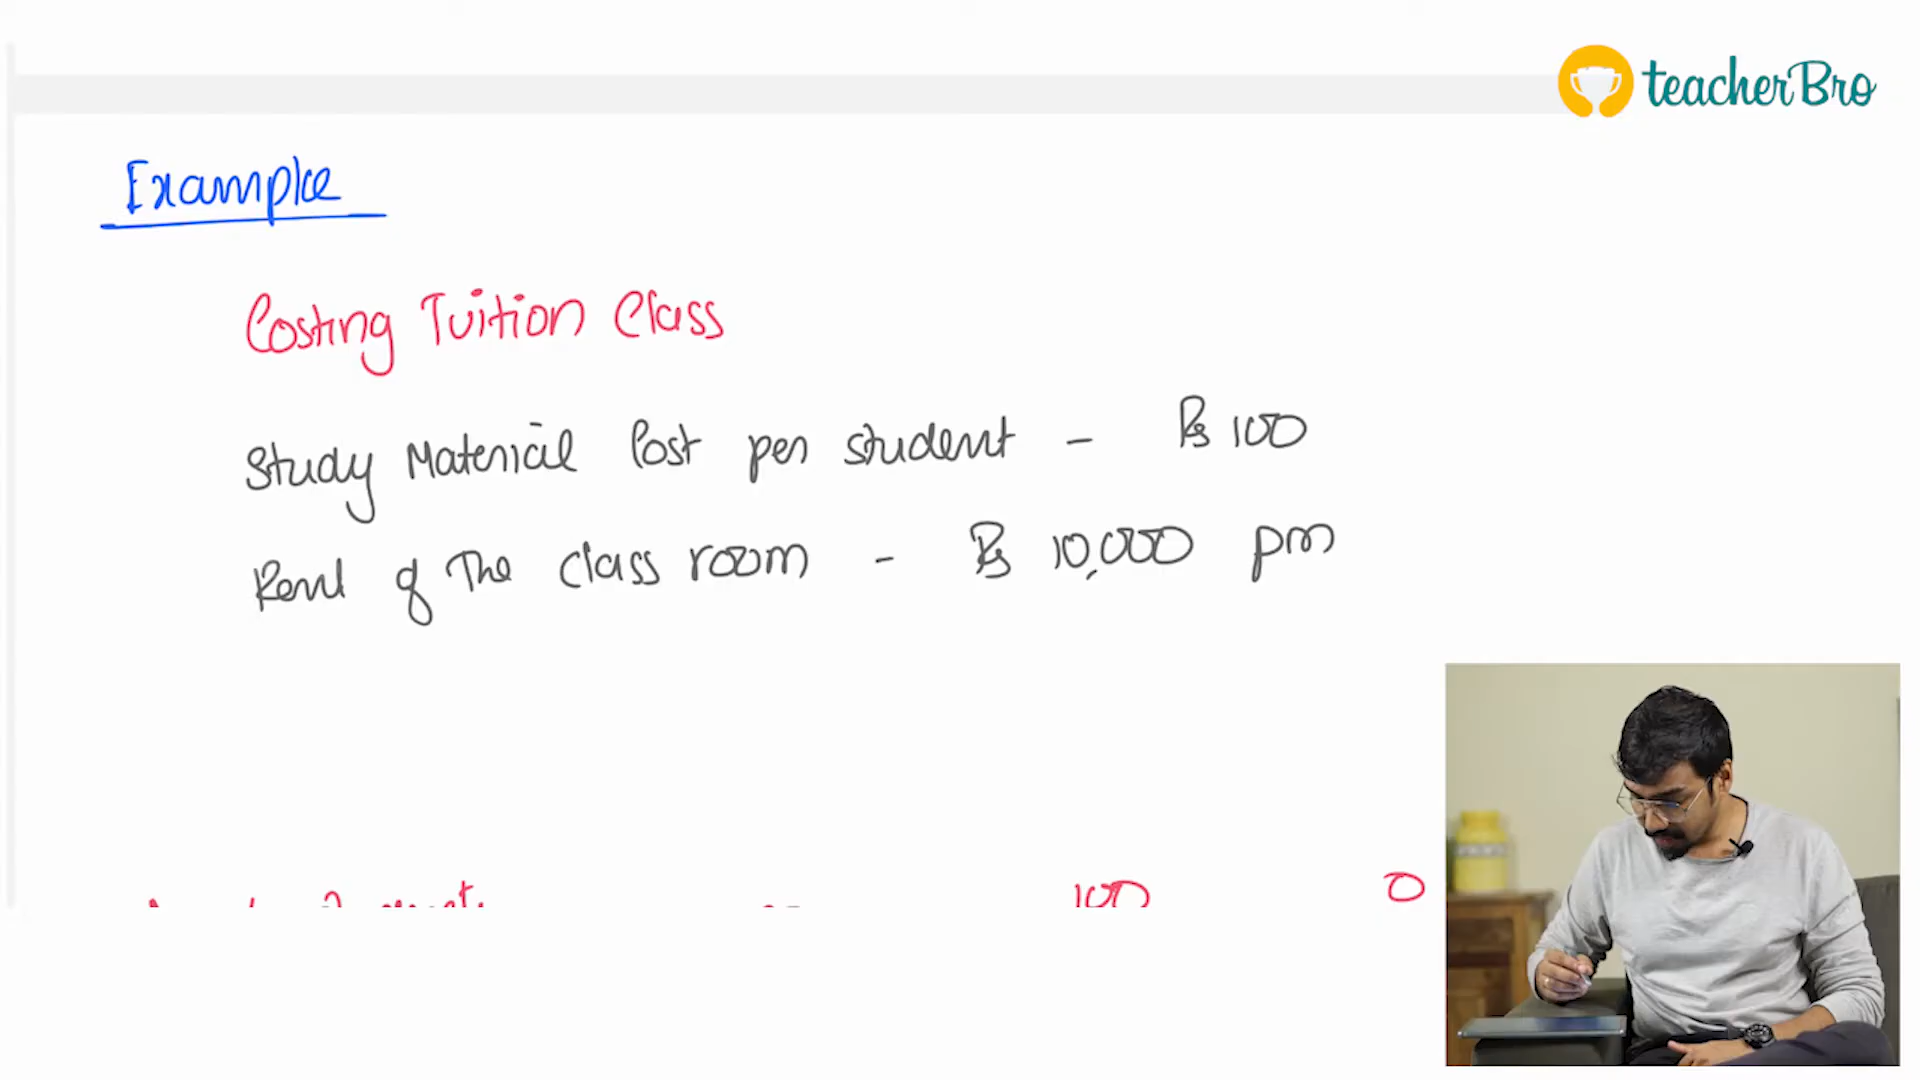 teacherBro
Example
Costing Tuition Class
Study Material Cost per student - Rs 100
Rent of The class room - Rs 10,000 pm
100 0